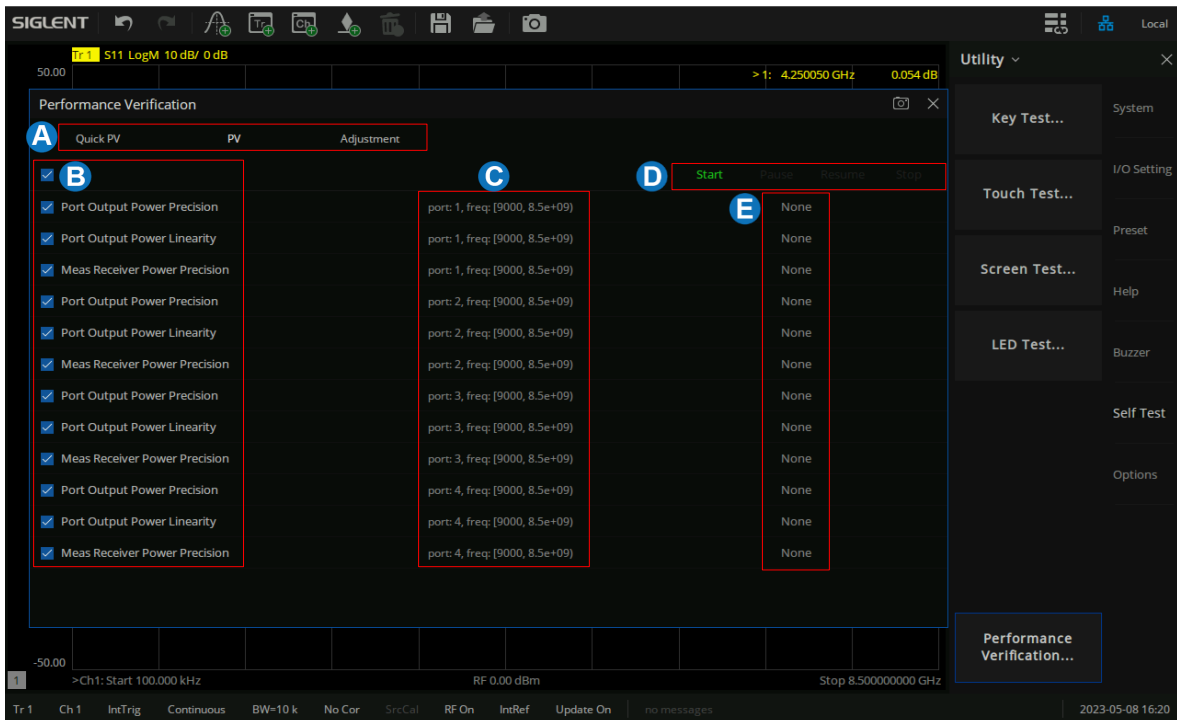 SIGLENT Tr Ch Local
Tr 1 S11 LogM 10 dB/ 0 dB
50.00
> 1: 4.250050 GHz 0.054 dB
Utility
Performance Verification
A Quick PV PV Adjustment
B C D Start Pause Resume Stop
E
Port Output Power Precision port: 1, freq: [9000, 8.5e+09) None
Port Output Power Linearity port: 1, freq: [9000, 8.5e+09) None
Meas Receiver Power Precision port: 1, freq: [9000, 8.5e+09) None
Port Output Power Precision port: 2, freq: [9000, 8.5e+09) None
Port Output Power Linearity port: 2, freq: [9000, 8.5e+09) None
Meas Receiver Power Precision port: 2, freq: [9000, 8.5e+09) None
Port Output Power Precision port: 3, freq: [9000, 8.5e+09) None
Port Output Power Linearity port: 3, freq: [9000, 8.5e+09) None
Meas Receiver Power Precision port: 3, freq: [9000, 8.5e+09) None
Port Output Power Precision port: 4, freq: [9000, 8.5e+09) None
Port Output Power Linearity port: 4, freq: [9000, 8.5e+09) None
Meas Receiver Power Precision port: 4, freq: [9000, 8.5e+09) None
Key Test...
Touch Test...
Screen Test...
LED Test...
Performance
Verification...
System
I/O Setting
Preset
Help
Buzzer
Self Test
Options
-50.00
1 >Ch1: Start 100.000 kHz RF 0.00 dBm Stop 8.500000000 GHz
Tr 1 Ch 1 IntTrig Continuous BW=10 k No Cor SrcCal RF On IntRef Update On no messages 2023-05-08 16:20